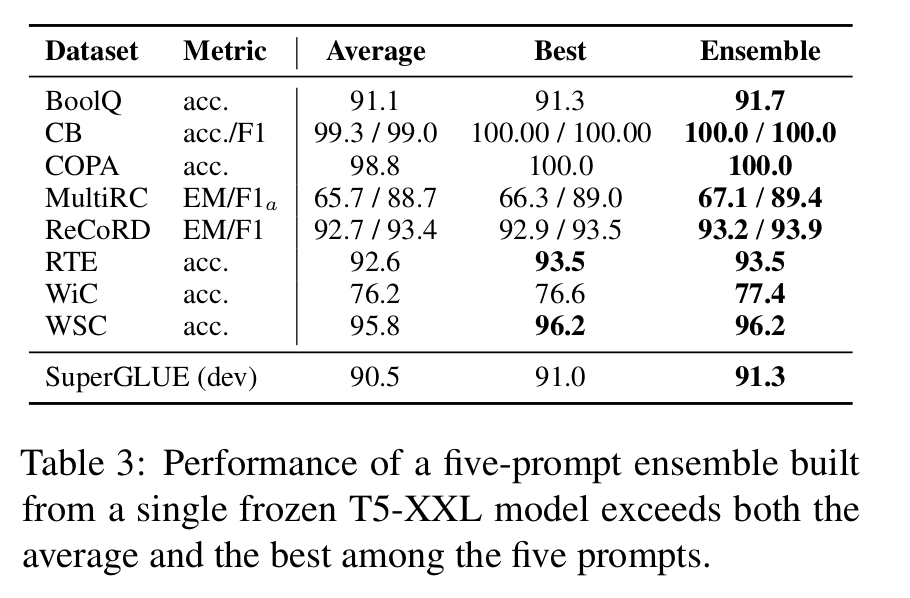 Dataset Metric Average Best Ensemble
BoolQ acc. 91.1 91.3 91.7
CB acc./F1 99.3 / 99.0 100.00 / 100.00 100.0 / 100.0
COPA acc. 98.8 100.0 100.0
MultiRC EM/F1a 65.7 / 88.7 66.3 / 89.0 67.1 / 89.4
ReCoRD EM/F1 92.7 / 93.4 92.9 / 93.5 93.2 / 93.9
RTE acc. 92.6 93.5 93.5
WiC acc. 76.2 76.6 77.4
WSC acc. 95.8 96.2 96.2
SuperGLUE (dev) 90.5 91.0 91.3
Table 3: Performance of a five-prompt ensemble built
from a single frozen T5-XXL model exceeds both the
average and the best among the five prompts.